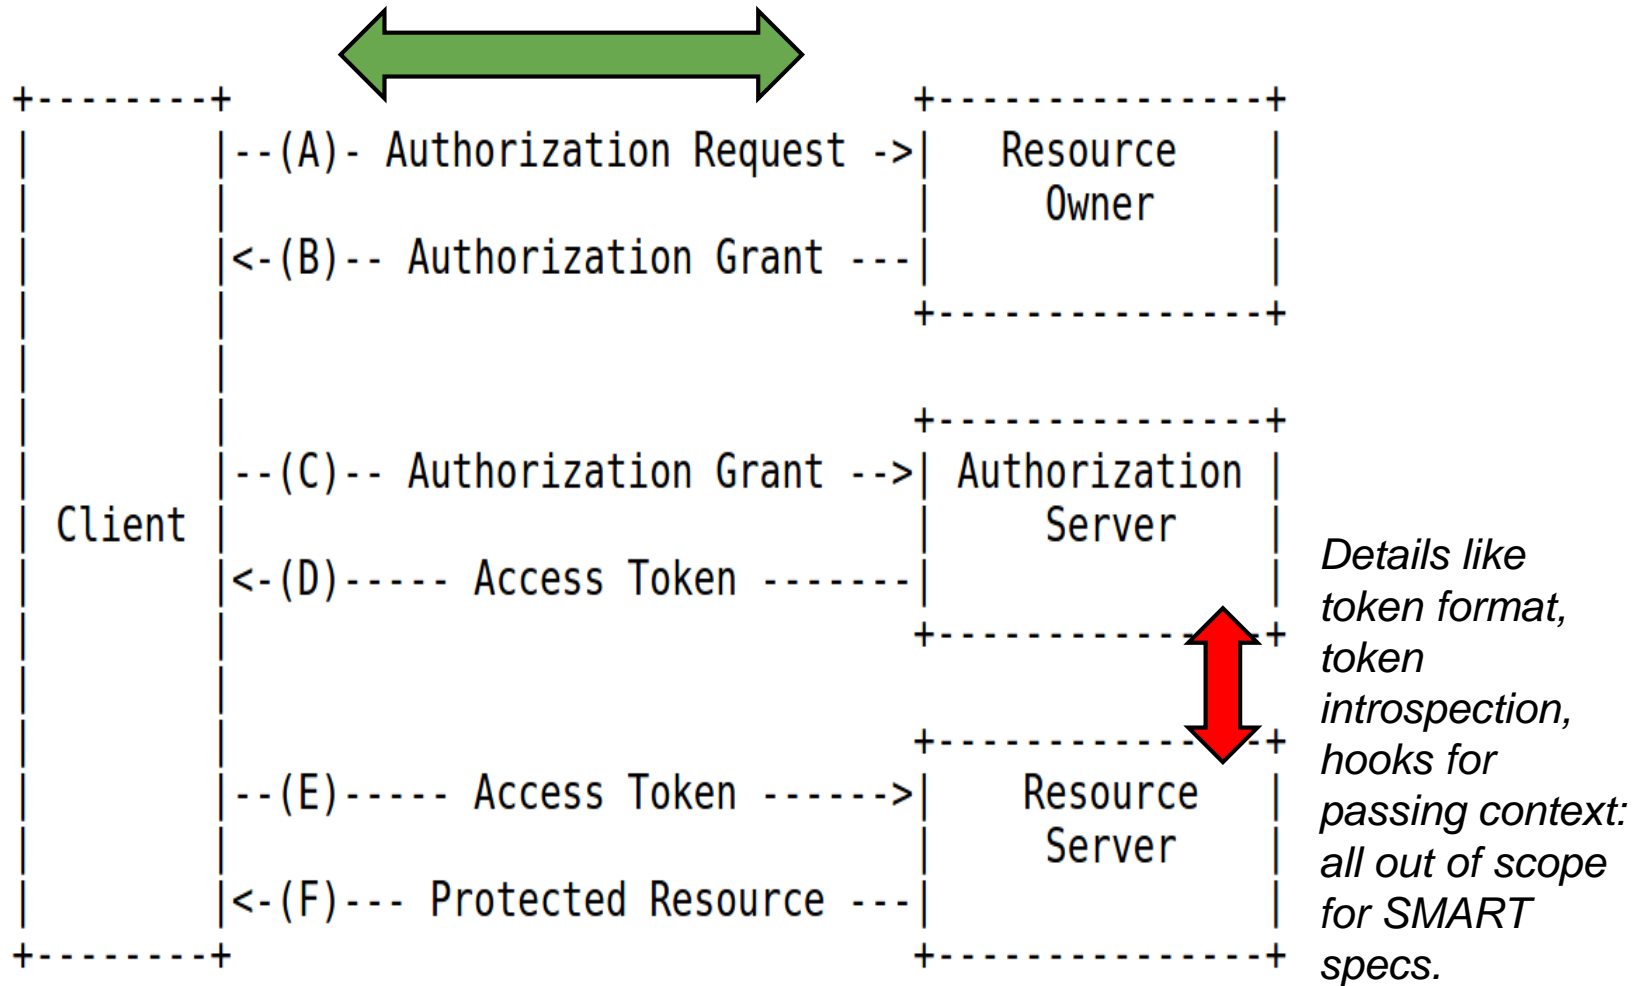 +--------+                               +---------------+
|        |--(A)- Authorization Request ->|   Resource    |
|        |                               |     Owner     |
|        |<-(B)-- Authorization Grant ---|               |
|        |                               +---------------+
|        |
|        |                               +---------------+
|        |--(C)-- Authorization Grant -->| Authorization |
| Client |                               |     Server    |
|        |<-(D)----- Access Token -------|               |
|        |                               +---------------+
|        |
|        |                               +---------------+
|        |--(E)----- Access Token ------>|    Resource   |
|        |                               |     Server    |
|        |<-(F)--- Protected Resource ---|               |
+--------+                               +---------------+
Details like
token format,
token
introspection,
hooks for
passing context:
all out of scope
for SMART
specs.